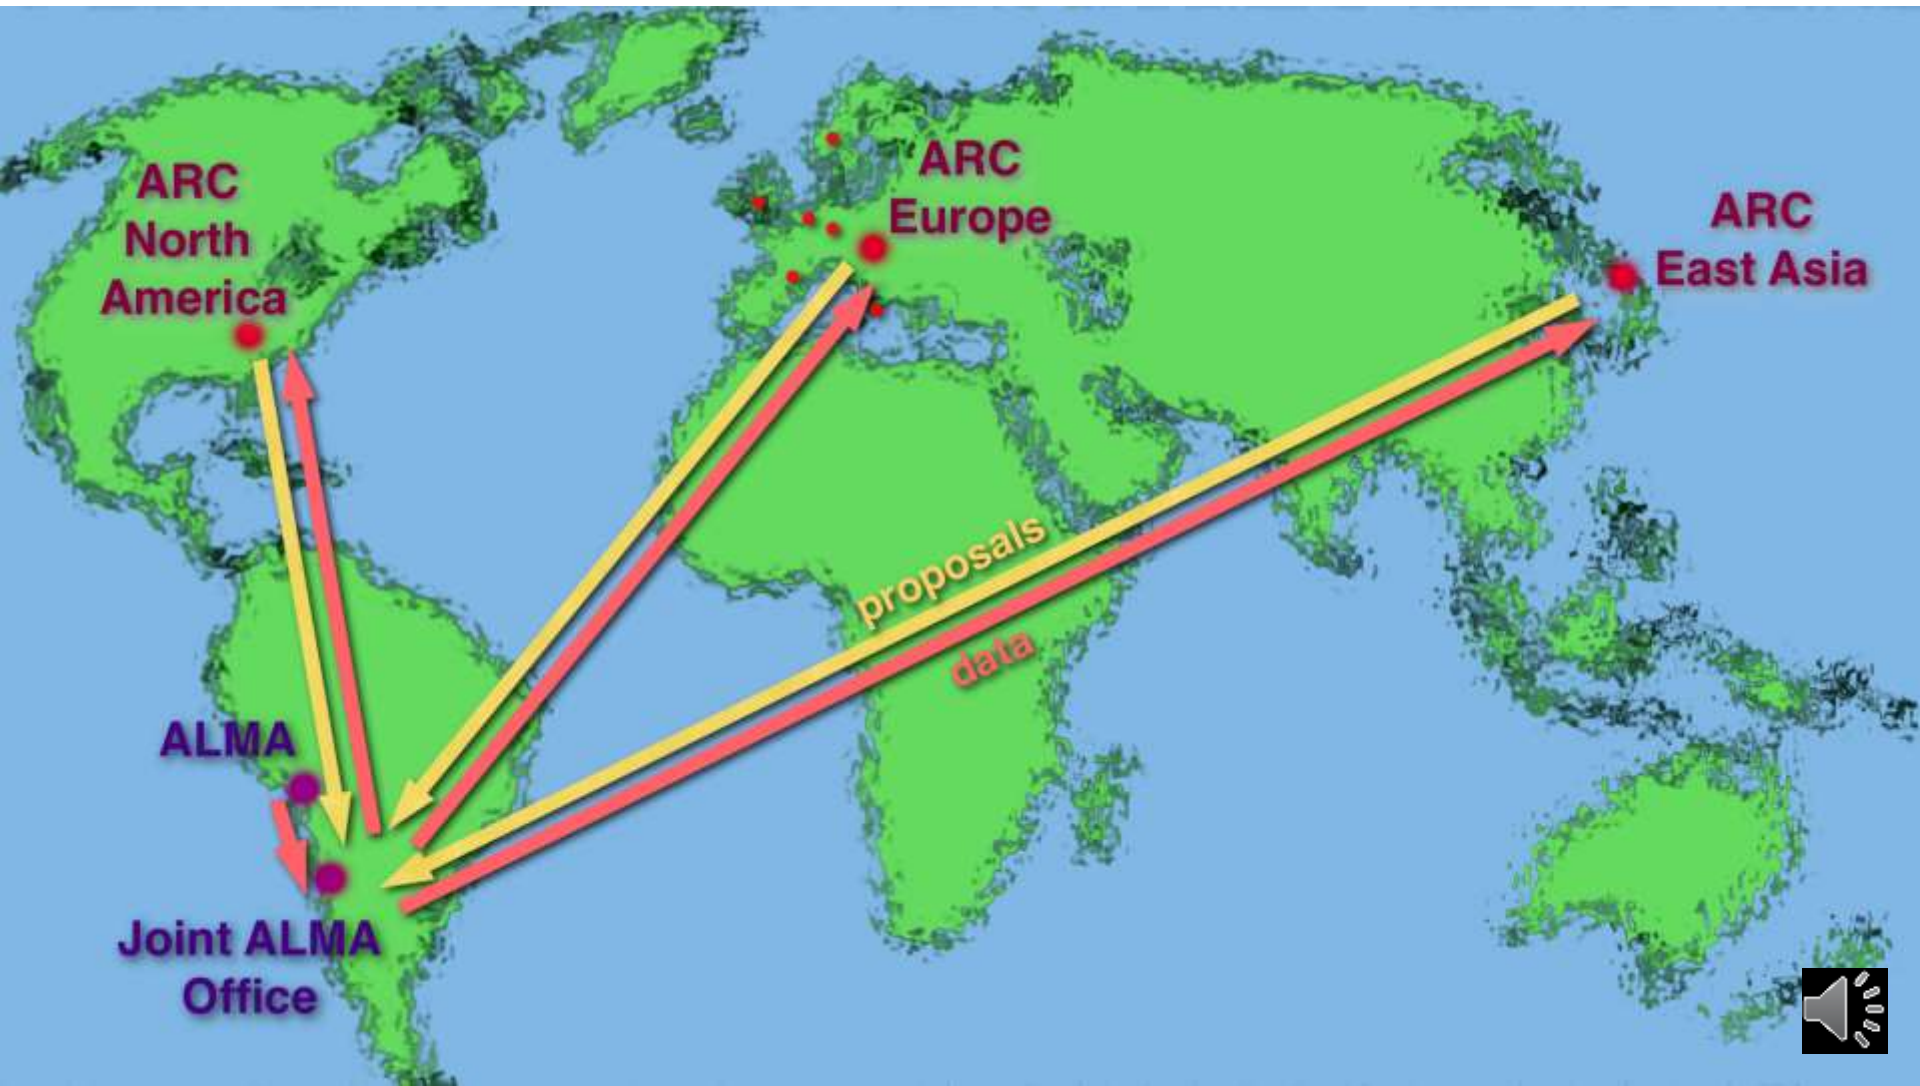 ARC
North
America
ARC
Europe
ARC
East Asia
proposals
data
ALMA
Joint ALMA
Office